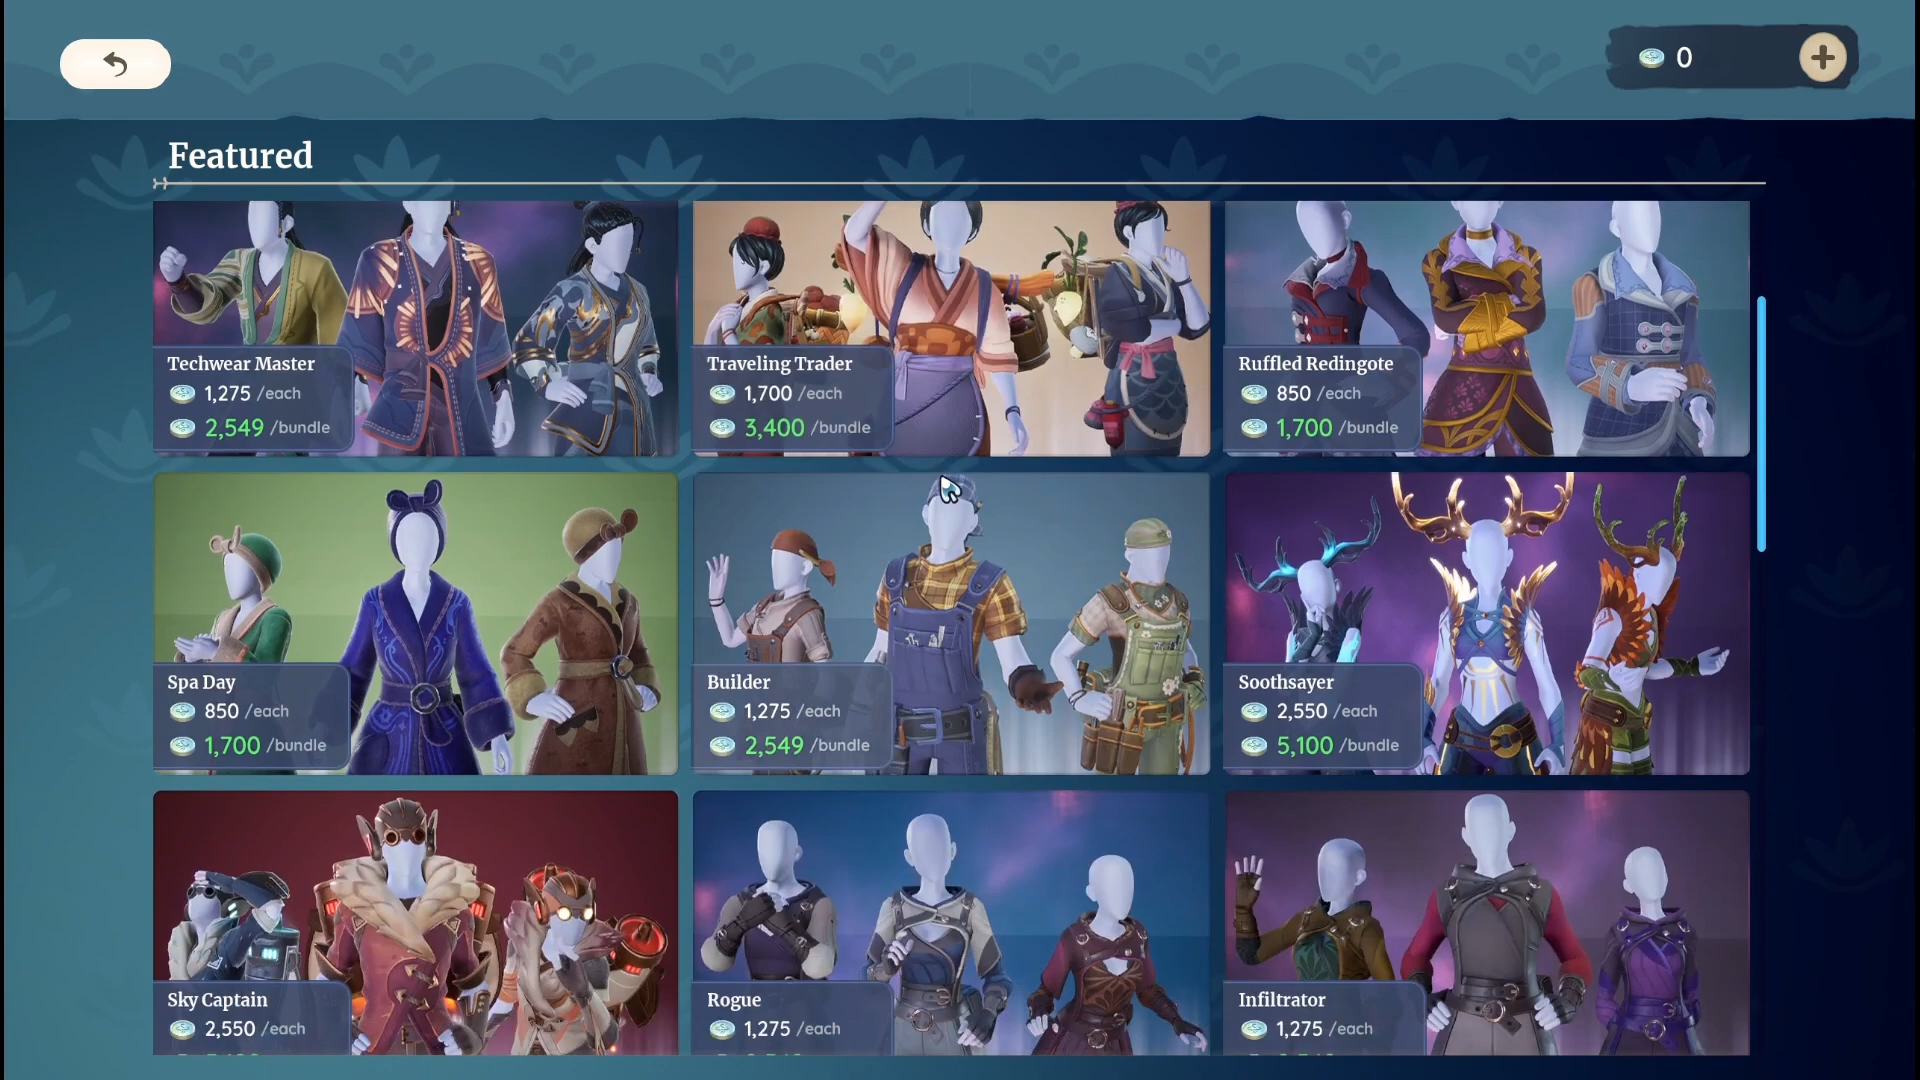 0
Featured
Techwear Master
1,275 /each
2,549 /bundle
Traveling Trader
1,700 /each
3,400 /bundle
Ruffled Redingote
850 /each
1,700 /bundle
Spa Day
850 /each
1,700 /bundle
Builder
1,275 /each
2,549 /bundle
Soothsayer
2,550 /each
5,100 /bundle
Sky Captain
2,550 /each
Rogue
1,275 /each
Infiltrator
1,275 /each